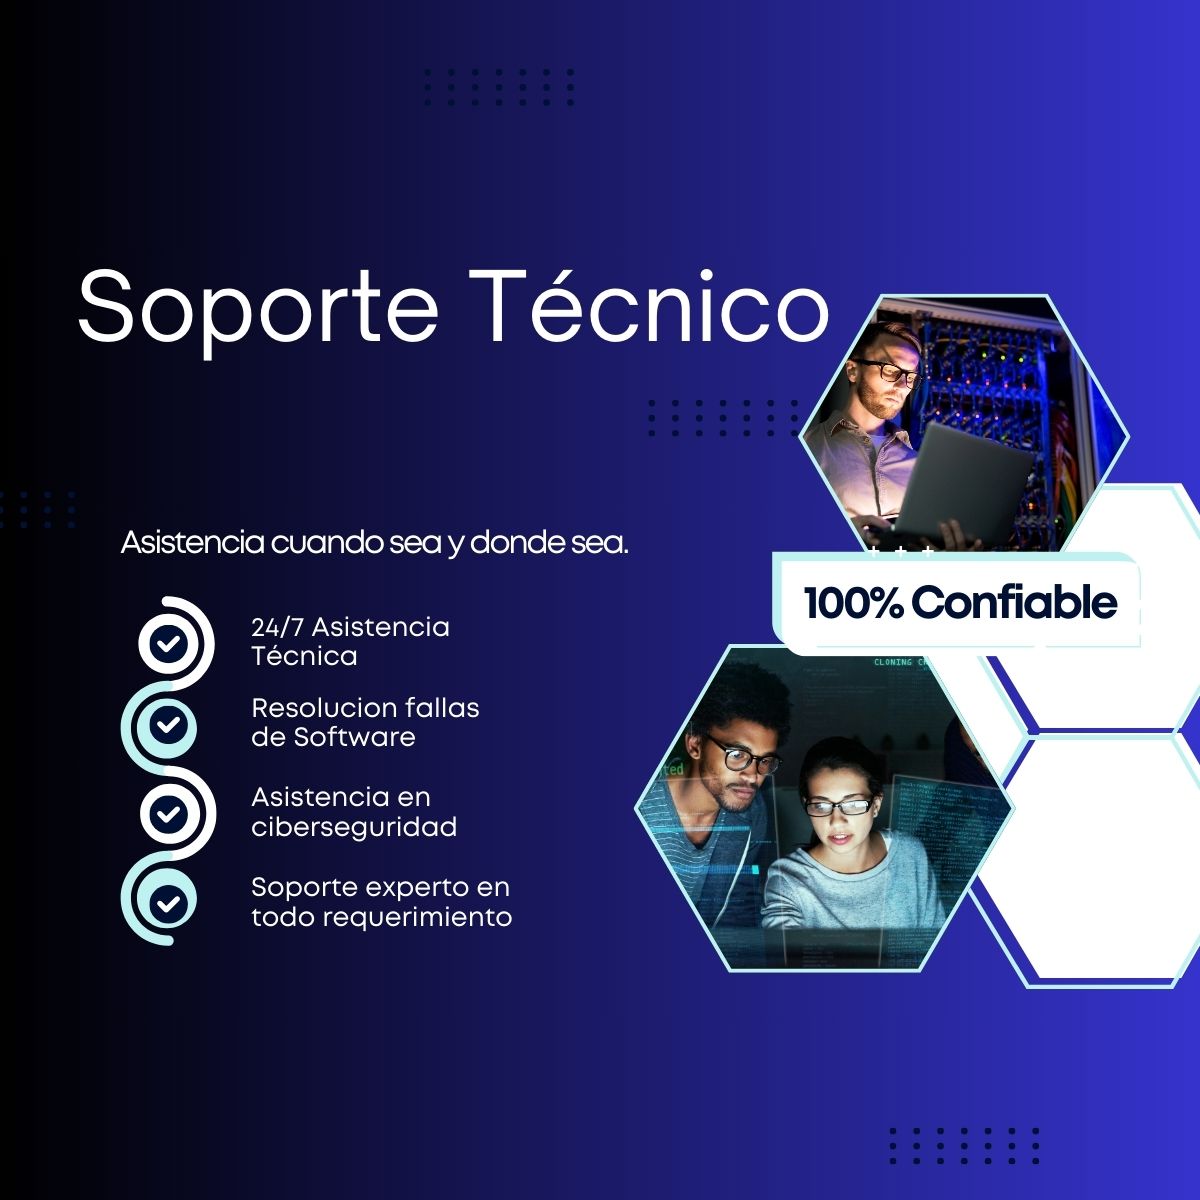 Soporte Técnico
Asistencia cuando sea y donde sea.
24/7 Asistencia
Técnica
Resolucion fallas
de Software
Asistencia en
ciberseguridad
Soporte experto en
todo requerimiento
100% Confiable
CLONING